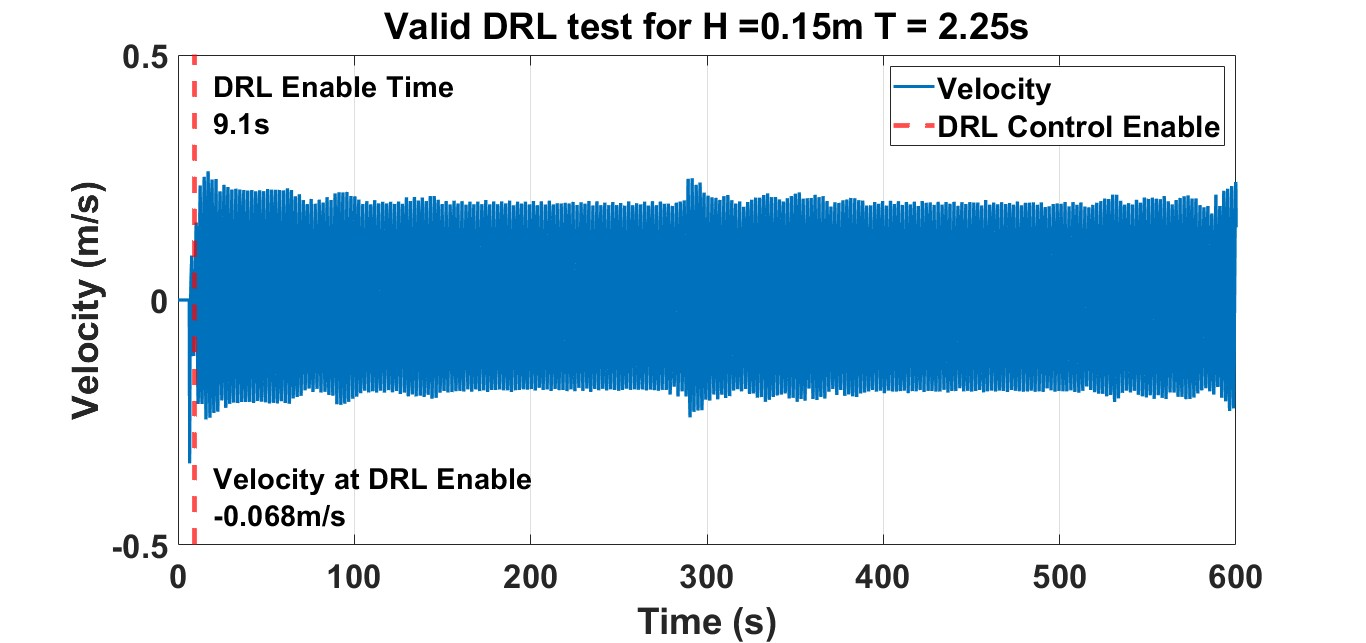 Valid DRL test for H =0.15m T = 2.25s
0.5
0
-0.5
Velocity (m/s)
DRL Enable Time
9.1s
Velocity
DRL Control Enable
Velocity at DRL Enable
-0.068m/s
0 100 200 300 400 500 600
Time (s)